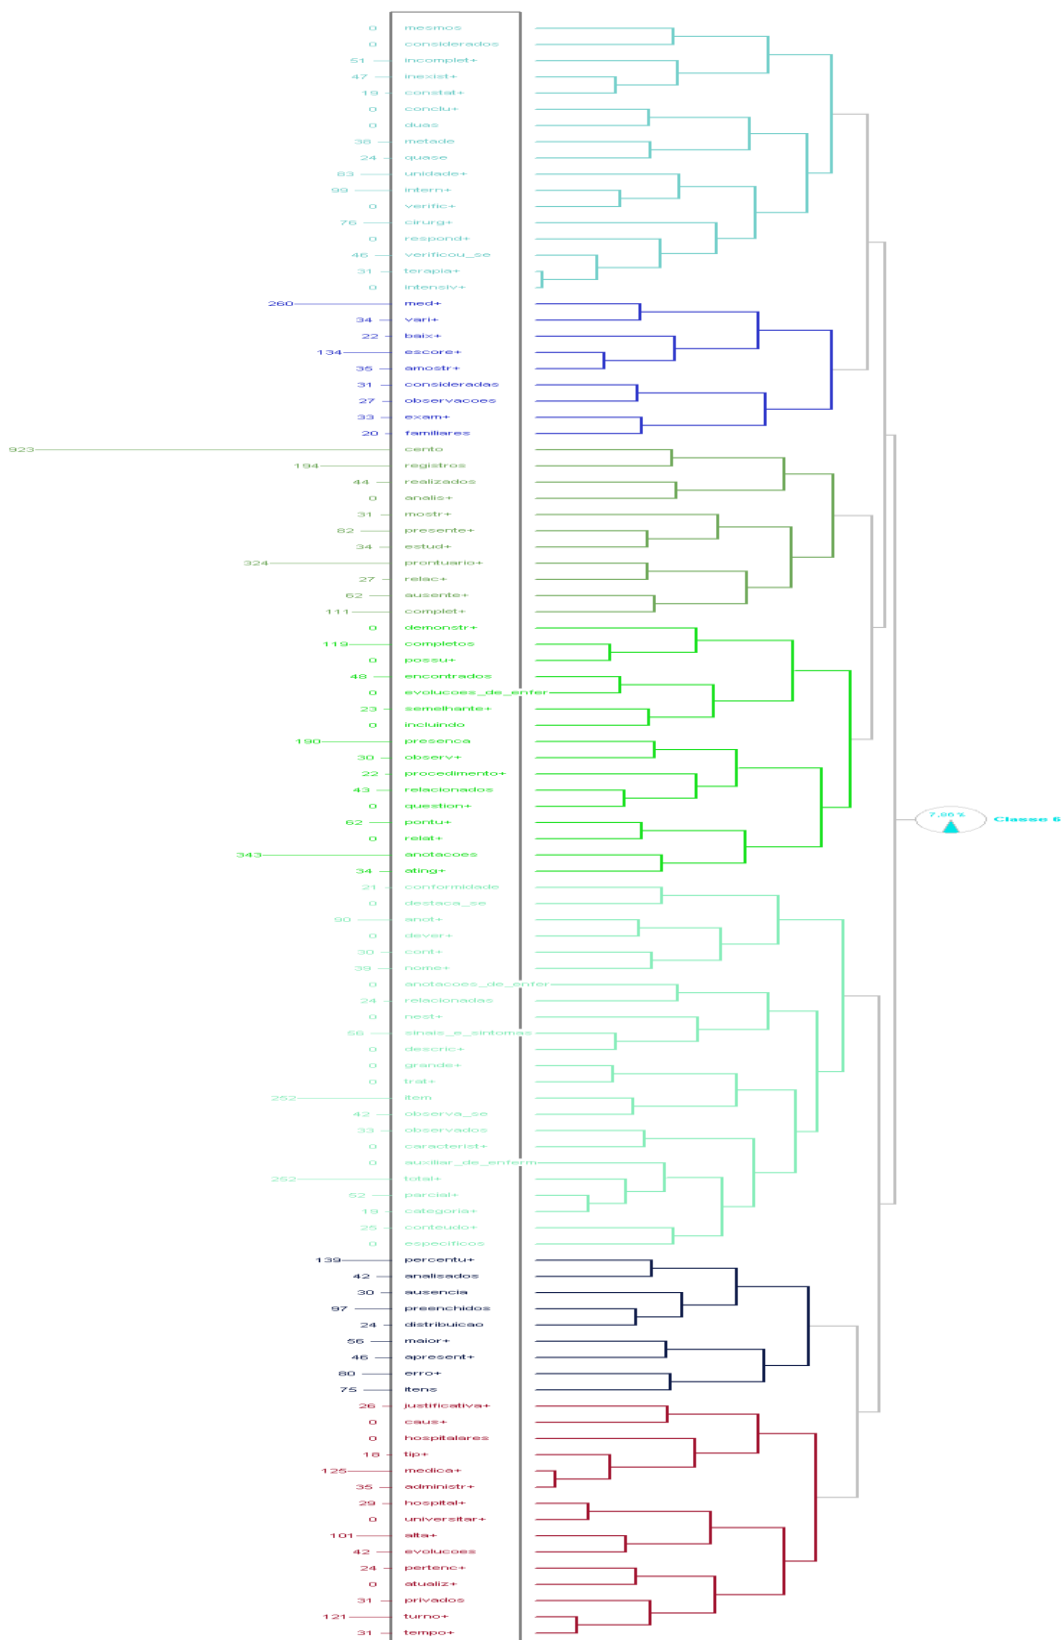 0 mesmos
0 considerados
51 incomplet+
47 inexist+
19 constat+
0 conclu+
0 duas
38 metade
24 quase
83 unidade+
99 intern+
0 verific+
76 cirurg+
0 respond+
46 verificou_se
31 terapia+
0 intensiv+
260 med+
34 vari+
22 baix+
134 escore+
35 amostr+
31 consideradas
27 observacoes
33 exam+
20 familiares
923 cento
194 registros
44 realizados
0 analis+
31 mostr+
82 presente+
34 estud+
324 prontuario+
27 relac+
62 ausente+
111 complet+
0 demonstr+
119 completos
0 possu+
48 encontrados
0 evolucoes_de_enfer
23 semelhante+
0 incluindo
190 presenca
30 observ+
22 procedimento+
43 relacionados
0 question+
62 pontu+
0 relat+
343 anotacoes
34 ating+
7,96%
Classe 6
21 conformidade
0 destaca_se
90 anot+
0 dever+
30 cont+
39 nome+
0 anotacoes_de_enfer
24 relacionadas
0 nest+
56 sinais_e_sintomas
0 descric+
0 grande+
0 trat+
252 item
42 observa_se
33 observados
0 caracterist+
0 auxiliar_de_enferm
252 total+
52 parcial+
19 categoria+
25 conteudo+
0 especificos
139 percentu+
42 analisados
30 ausencia
97 preenchidos
24 distribuicao
56 maior+
46 apresent+
80 erro+
75 itens
26 justificativa+
0 caus+
0 hospitalares
18 tip+
125 medica+
35 administr+
29 hospital+
0 universitar+
101 alta+
42 evolucoes
24 pertenc+
0 atualiz+
31 privados
121 turno+
31 tempo+